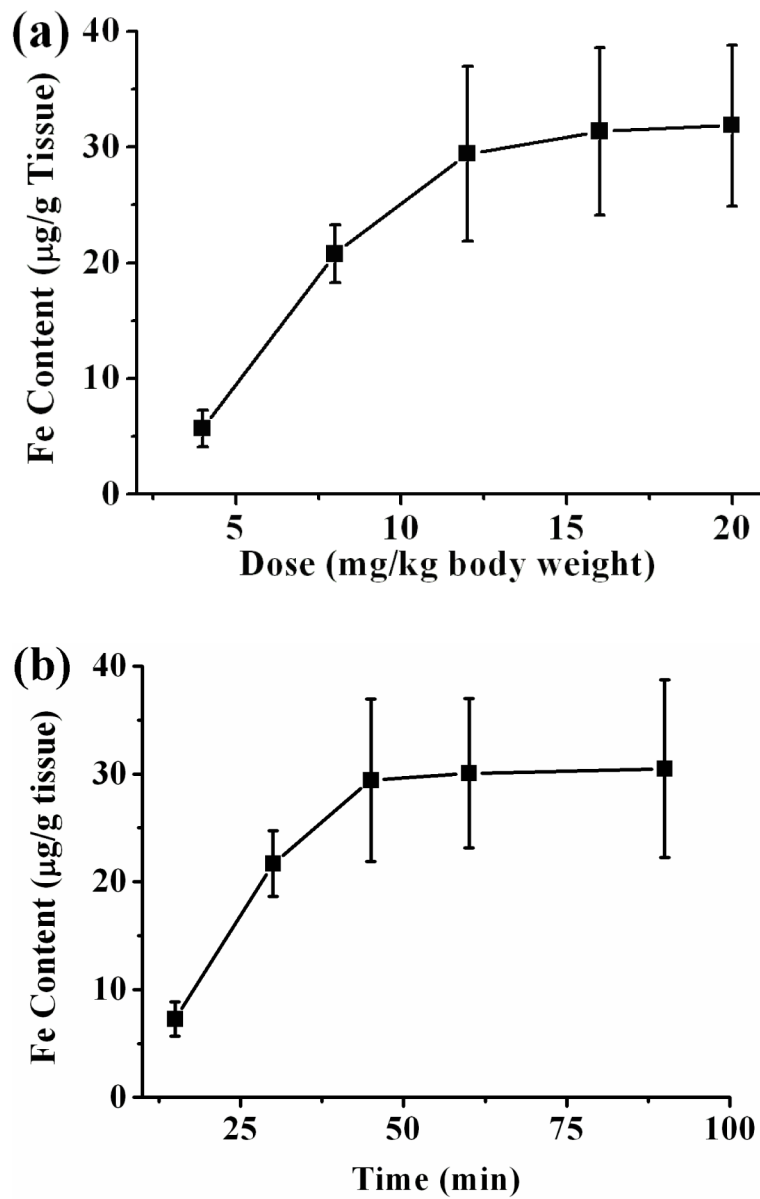 (a)
40
30
20
10
0
Fe Content (μg/g Tissue)
5 10 15 20
Dose (mg/kg body weight)
(b)
40
30
20
10
0
Fe Content (μg/g tissue)
25 50 75 100
Time (min)